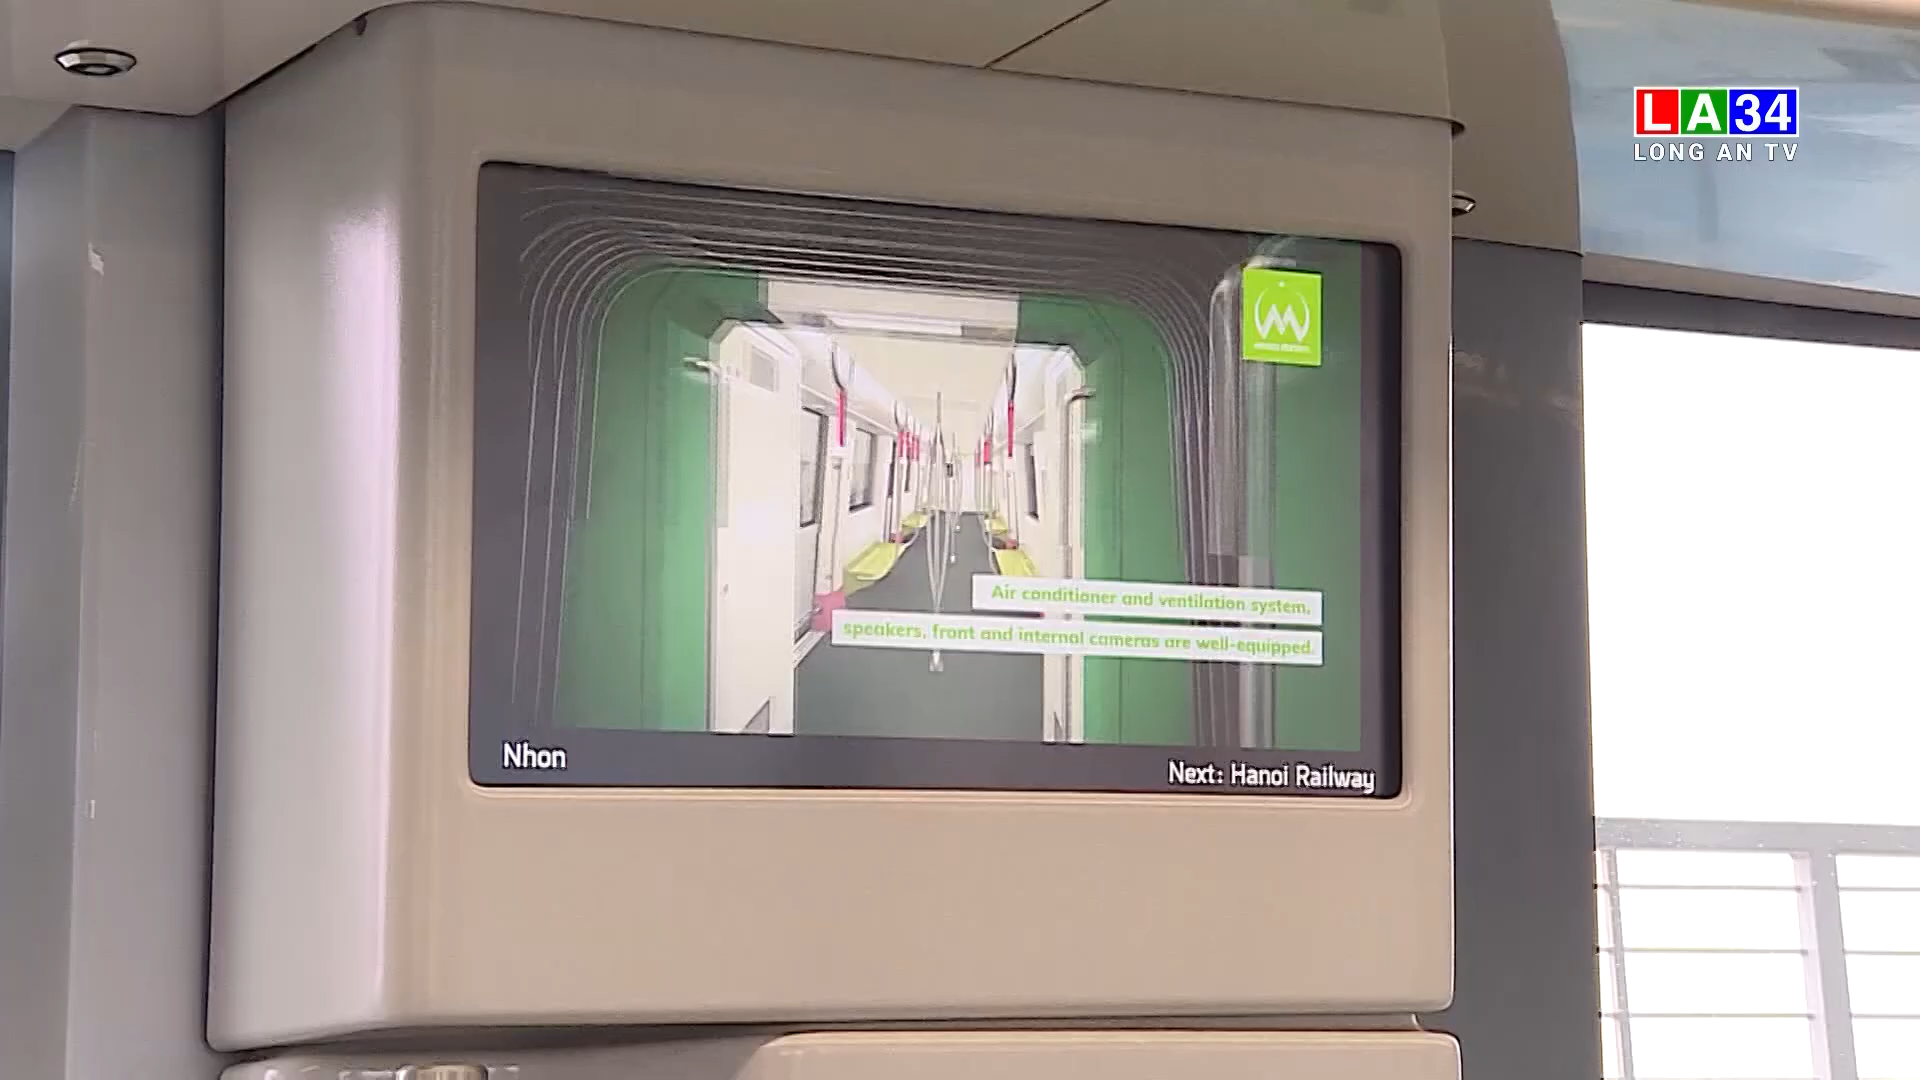 LA34
LONG AN TV
Air conditioner and ventilation system,
speakers, front and internal cameras are well-equipped.
Nhon
Next: Hanoi Railway